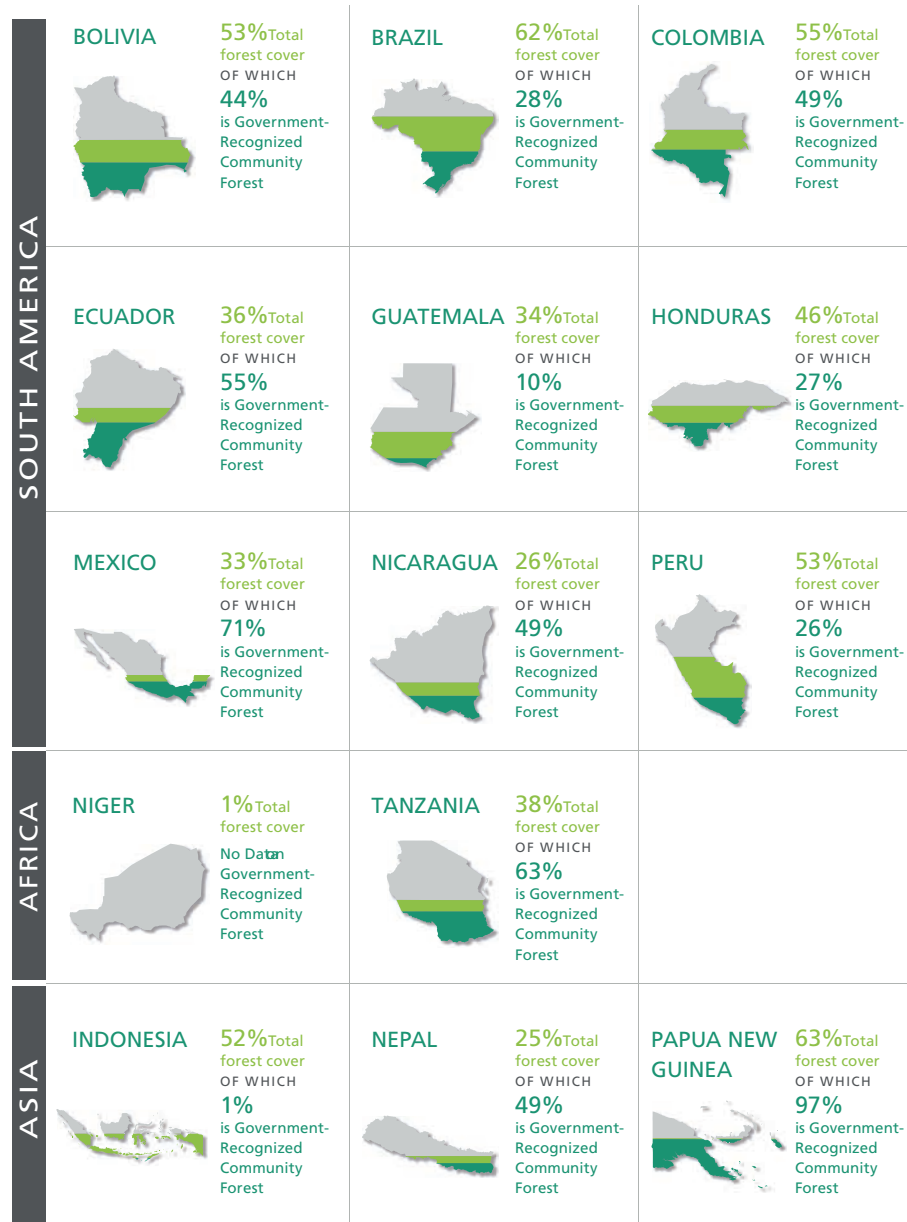 SOUTH AMERICA
BOLIVIA
53% Total
forest cover
OF WHICH
44%
is Government-
Recognized
Community
Forest
BRAZIL
62% Total
forest cover
OF WHICH
28%
is Government-
Recognized
Community
Forest
COLOMBIA
55% Total
forest cover
OF WHICH
49%
is Government-
Recognized
Community
Forest
ECUADOR
36% Total
forest cover
OF WHICH
55%
is Government-
Recognized
Community
Forest
GUATEMALA
34% Total
forest cover
OF WHICH
10%
is Government-
Recognized
Community
Forest
HONDURAS
46% Total
forest cover
OF WHICH
27%
is Government-
Recognized
Community
Forest
MEXICO
33% Total
forest cover
OF WHICH
71%
is Government-
Recognized
Community
Forest
NICARAGUA
26% Total
forest cover
OF WHICH
49%
is Government-
Recognized
Community
Forest
PERU
53% Total
forest cover
OF WHICH
26%
is Government-
Recognized
Community
Forest
AFRICA
NIGER
1% Total
forest cover
No Data on
Government-
Recognized
Community
Forest
TANZANIA
38% Total
forest cover
OF WHICH
63%
is Government-
Recognized
Community
Forest
ASIA
INDONESIA
52% Total
forest cover
OF WHICH
1%
is Government-
Recognized
Community
Forest
NEPAL
25% Total
forest cover
OF WHICH
49%
is Government-
Recognized
Community
Forest
PAPUA NEW
GUINEA
63% Total
forest cover
OF WHICH
97%
is Government-
Recognized
Community
Forest